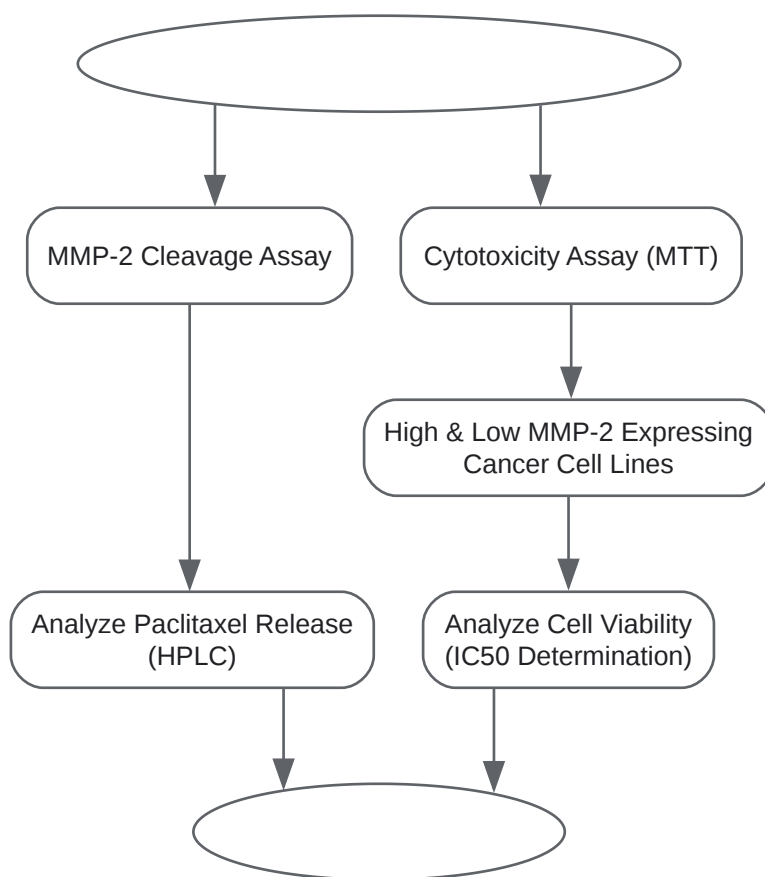 MMP-2 Cleavage Assay
Cytotoxicity Assay (MTT)
High & Low MMP-2 Expressing
Cancer Cell Lines
Analyze Paclitaxel Release
(HPLC)
Analyze Cell Viability
(IC50 Determination)